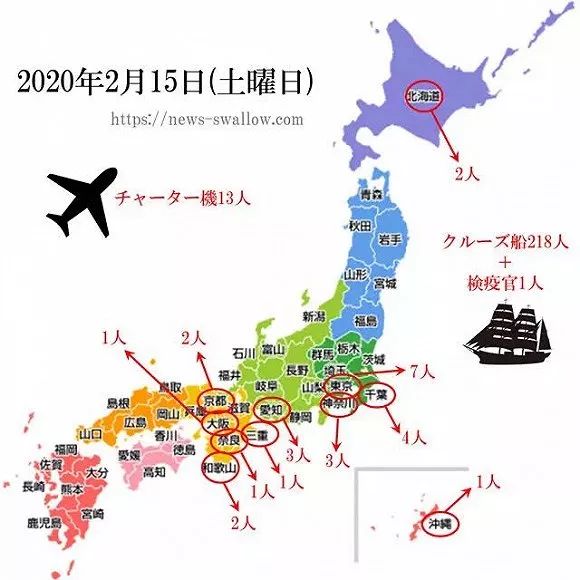 2020年2月15日(土曜日)
https://news-swallow.com
北海道
2人
チャーター機13人
青森
秋田
岩手
クルーズ船218人
+
検疫官1人
山形
宮城
新潟
福島
1人
2人
石川
富山
群馬
栃木
茨城
福井
岐阜
長野
埼玉
山梨
東京
7人
鳥取
島根
京都
滋賀
愛知
静岡
神奈川
千葉
広島
岡山
兵庫
大阪
山口
香川
奈良
三重
3人
3人
4人
福岡
愛媛
徳島
佐賀
大分
高知
和歌山
1人
1人
長崎
熊本
2人
鹿児島
宮崎
1人
沖縄